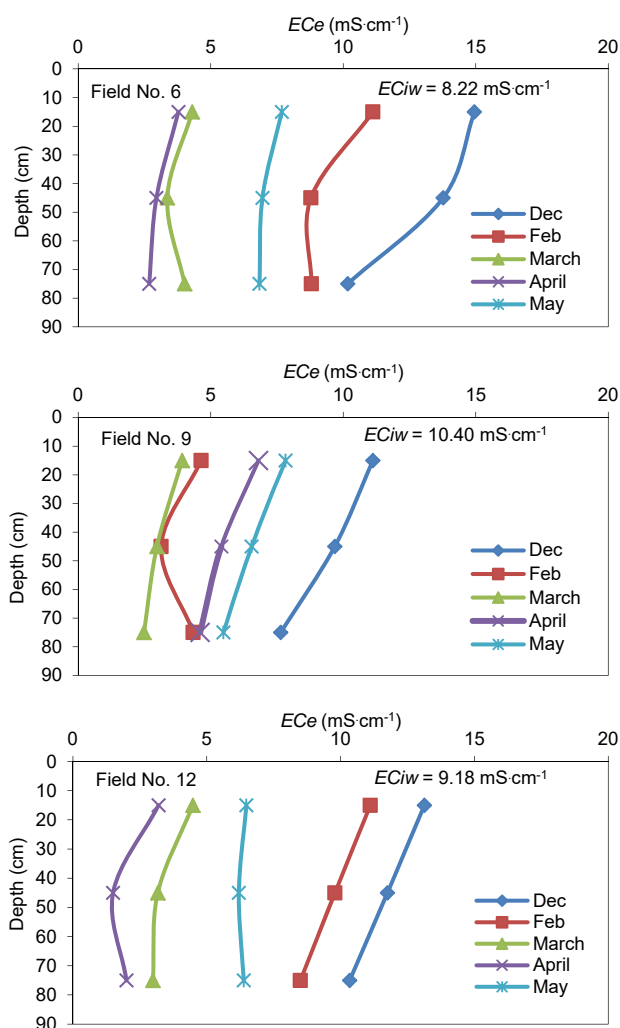 ECe (mS·cm-1)
0 5 10 15 20
0
10
20
30
40
50
60
70
80
90
Depth (cm)
Field No. 6
ECiw = 8.22 mS·cm-1
Dec
Feb
March
April
May
ECe (mS·cm-1)
0 5 10 15 20
0
10
20
30
40
50
60
70
80
90
Depth (cm)
Field No. 9
ECiw = 10.40 mS·cm-1
Dec
Feb
March
April
May
ECe (mS·cm-1)
0 5 10 15 20
0
10
20
30
40
50
60
70
80
90
Depth (cm)
Field No. 12
ECiw = 9.18 mS·cm-1
Dec
Feb
March
April
May